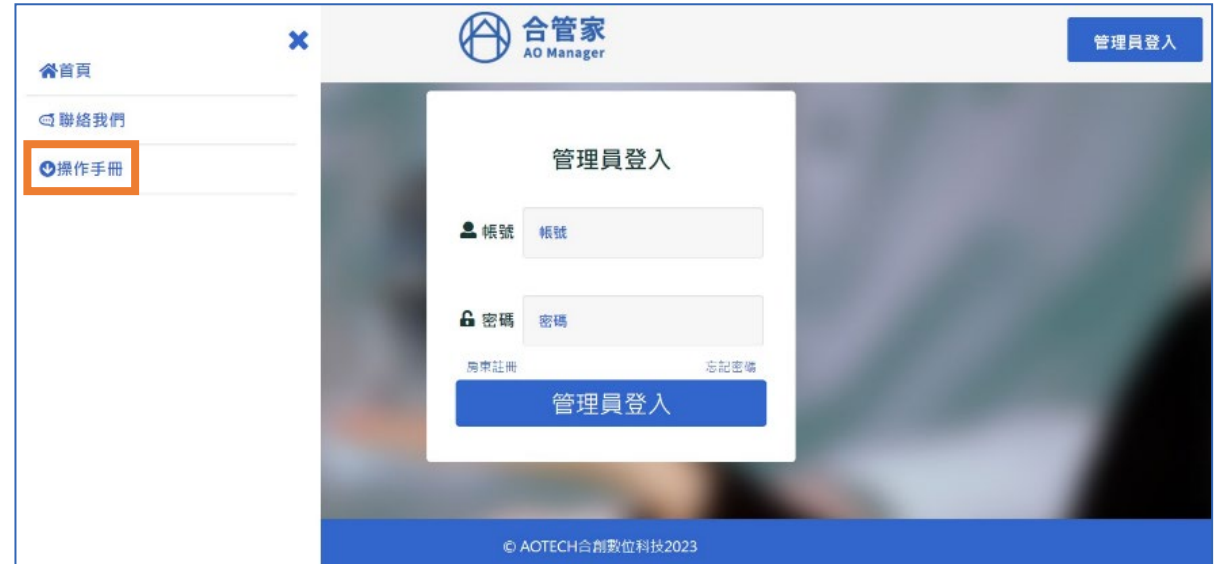 首頁
聯絡我們
操作手冊
合管家
AO Manager
管理員登入
管理員登入
帳號 帳號
密碼 密碼
房東註冊 忘記密碼
管理員登入
© AOTECH合創數位科技2023